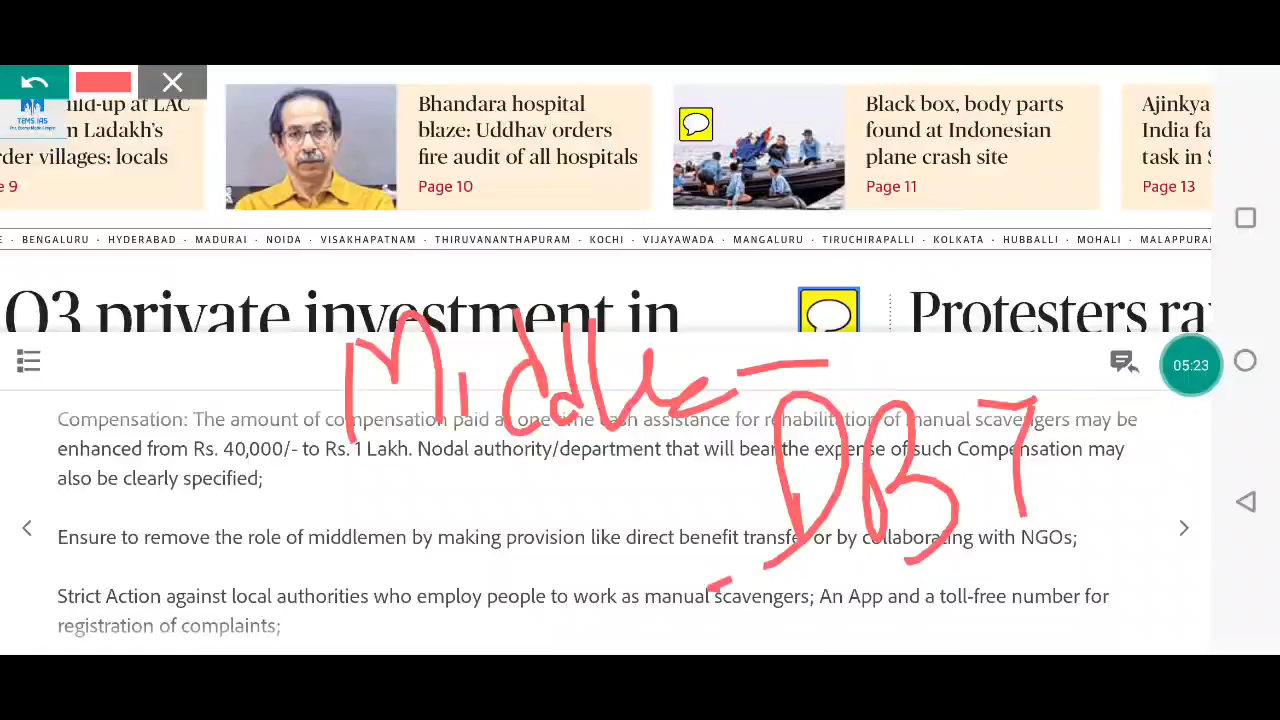 TEMS IAS
uild-up at LAC
n Ladakh's
der villages: locals
e 9
Bhandara hospital
blaze: Uddhav orders
fire audit of all hospitals
Page 10
Black box, body parts
found at Indonesian
plane crash site
Page 11
Ajinkya
India fa
task in S
Page 13
E · BENGALURU · HYDERABAD · MADURAI · NOIDA · VISAKHAPATNAM · THIRUVANANTHAPURAM · KOCHI · VIJAYAWADA · MANGALURU · TIRUCHIRAPALLI · KOLKATA · HUBBALLI · MOHALI · MALAPPURAM
Q3 private investment in
Protesters ra
05:23
Middle - DBT
Compensation: The amount of compensation paid as one time cash assistance for rehabilitation of manual scavengers may be
enhanced from Rs. 40,000/- to Rs. 1 Lakh. Nodal authority/department that will bear the expense of such Compensation may
also be clearly specified;
Ensure to remove the role of middlemen by making provision like direct benefit transfer or by collaborating with NGOs;
Strict Action against local authorities who employ people to work as manual scavengers; An App and a toll-free number for
registration of complaints;